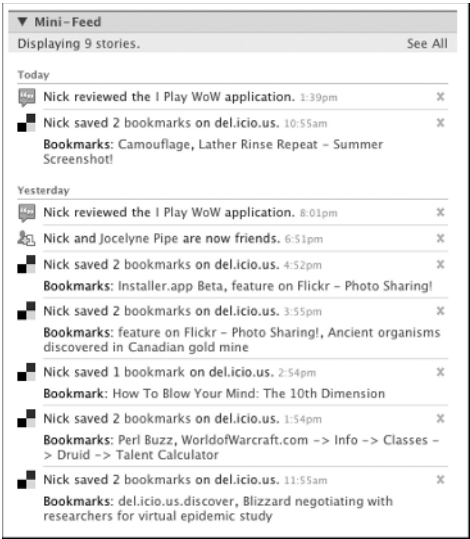 ▼ Mini-Feed
Displaying 9 stories. See All
Today
Nick reviewed the I Play WoW application. 1:39pm x
Nick saved 2 bookmarks on del.icio.us. 10:55am x
Bookmarks: Camouflage, Lather Rinse Repeat – Summer
Screenshot!
Yesterday
Nick reviewed the I Play WoW application. 8:01pm x
Nick and Jocelyne Pipe are now friends. 6:51pm x
Nick saved 2 bookmarks on del.icio.us. 4:52pm x
Bookmarks: Installer.app Beta, feature on Flickr – Photo Sharing!
Nick saved 2 bookmarks on del.icio.us. 3:55pm x
Bookmarks: feature on Flickr – Photo Sharing!, Ancient organisms
discovered in Canadian gold mine
Nick saved 1 bookmark on del.icio.us. 2:54pm x
Bookmark: How To Blow Your Mind: The 10th Dimension
Nick saved 2 bookmarks on del.icio.us. 1:54pm x
Bookmarks: Perl Buzz, WorldofWarcraft.com -> Info -> Classes -
> Druid -> Talent Calculator
Nick saved 2 bookmarks on del.icio.us. 11:55am x
Bookmarks: del.icio.us.discover, Blizzard negotiating with
researchers for virtual epidemic study